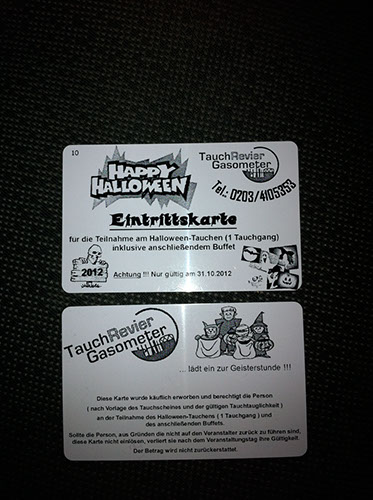 10
HAPPY
HALLOWEEN
TauchRevier
Gasometer
Tel.: 0203/4105353
Eintrittskarte
für die Teilnahme am Halloween-Tauchen (1 Tauchgang)
inklusive anschließendem Buffet
2012
Achtung !!! Nur gültig am 31.10.2012
TauchRevier
Gasometer
... lädt ein zur Geisterstunde !!!
Diese Karte wurde käuflich erworben und berechtigt die Person
( nach Vorlage des Tauchscheines und der gültigen Tauchtauglichkeit )
an der Teilnahme des Halloween-Tauchens ( 1 Tauchgang ) und
des anschließenden Buffets.
Sollte die Person, aus Gründen die nicht auf den Veranstalter zurück zu führen sind,
diese Karte nicht einlösen, verliert sie nach dem Veranstaltungstag Ihre Gültigkeit.
Der Betrag wird nicht zurückerstattet.